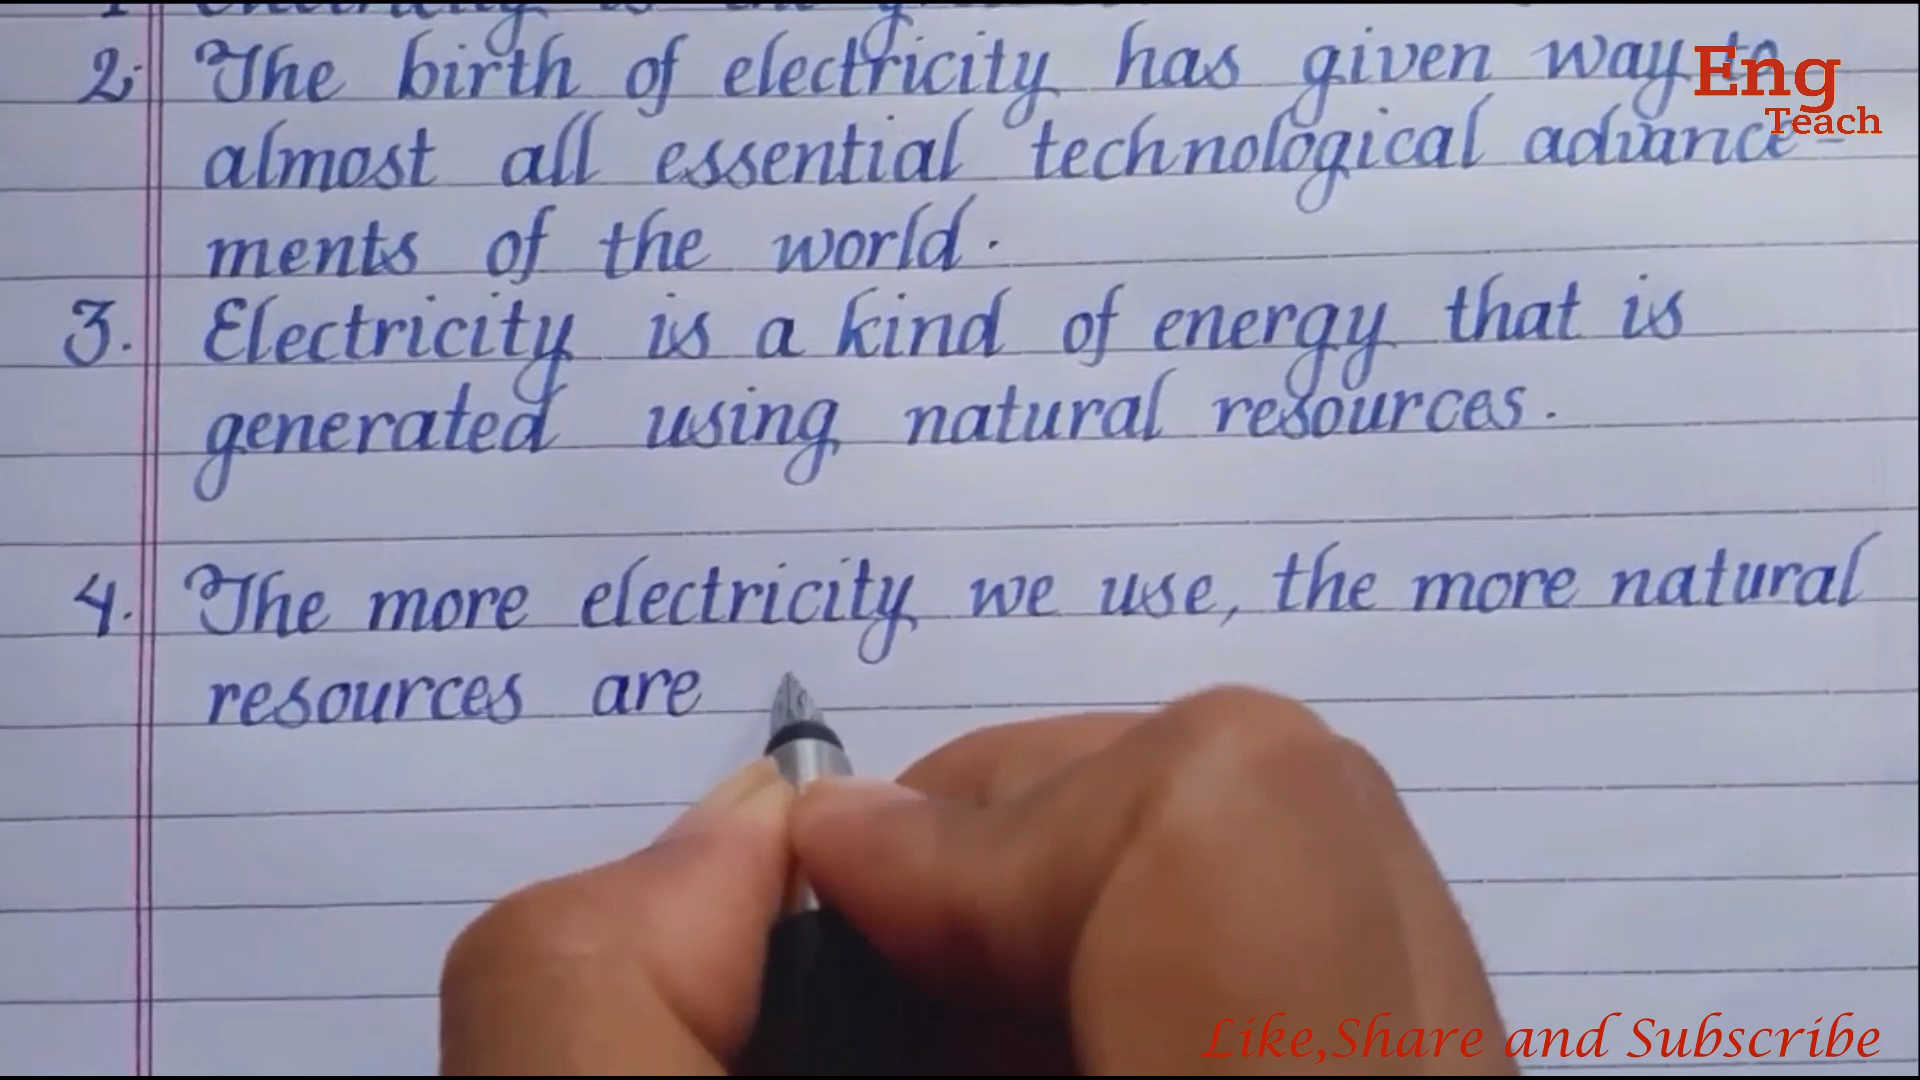 2. The birth of electricity has given way to
almost all essential technological advance-
ments of the world.
3. Electricity is a kind of energy that is
generated using natural resources.
4. The more electricity we use, the more natural
resources are
Eng
Teach
Like,Share and Subscribe